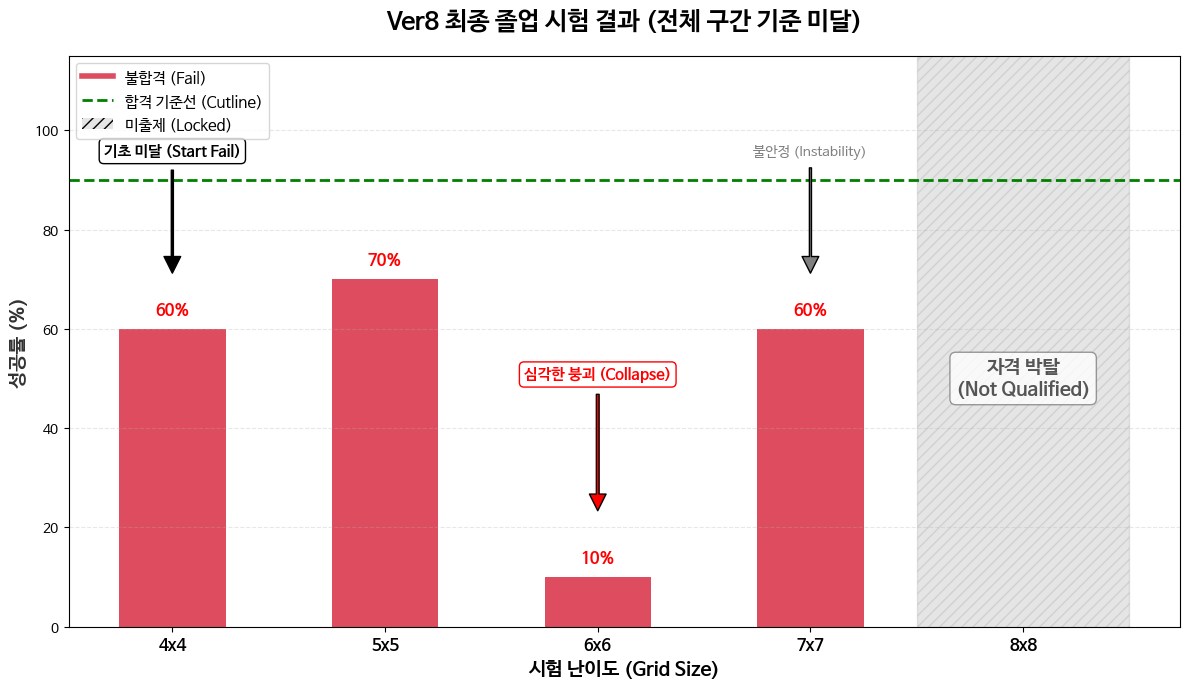 Ver8 최종 졸업 시험 결과 (전체 구간 기준 미달)
불합격 (Fail)
합격 기준선 (Cutline)
미출제 (Locked)
기초 미달 (Start Fail)
불안정 (Instability)
심각한 붕괴 (Collapse)
자격 박탈
(Not Qualified)
60%
70%
10%
60%
성공률 (%)
100
80
60
40
20
0
4x4
5x5
6x6
7x7
8x8
시험 난이도 (Grid Size)